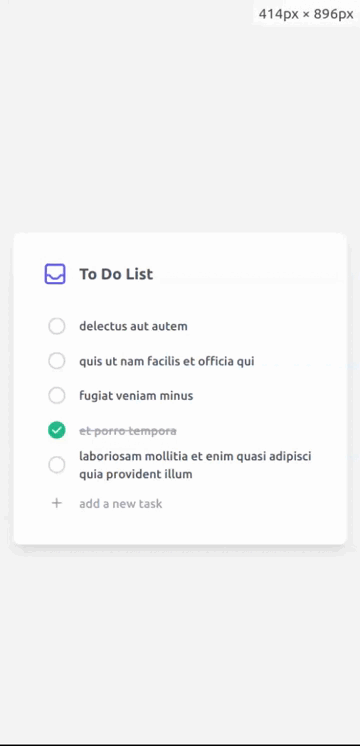 414px × 896px
To Do List
delectus aut autem
quis ut nam facilis et officia qui
fugiat veniam minus
et porro tempora
laboriosam mollitia et enim quasi adipisci
quia provident illum
+ add a new task